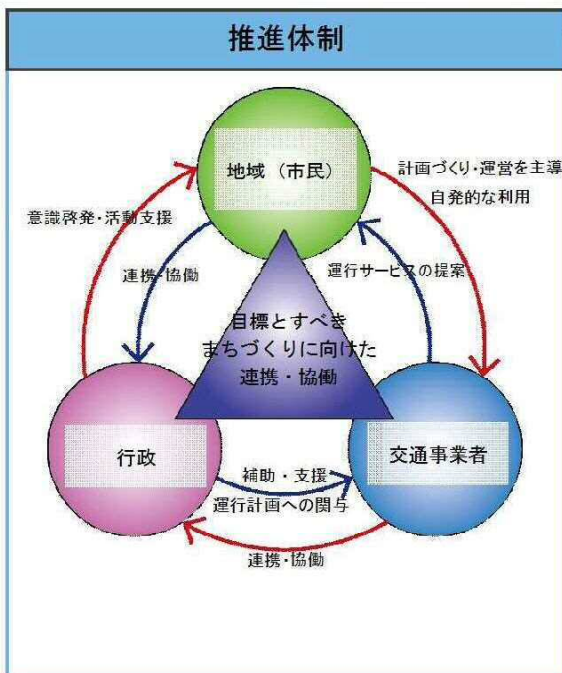 推進体制
地域（市民）
計画づくり・運営を主導
自発的な利用
意識啓発・活動支援
連携・協働
運行サービスの提案
目標とすべき
まちづくりに向けた
連携・協働
行政
交通事業者
補助・支援
運行計画への関与
連携・協働